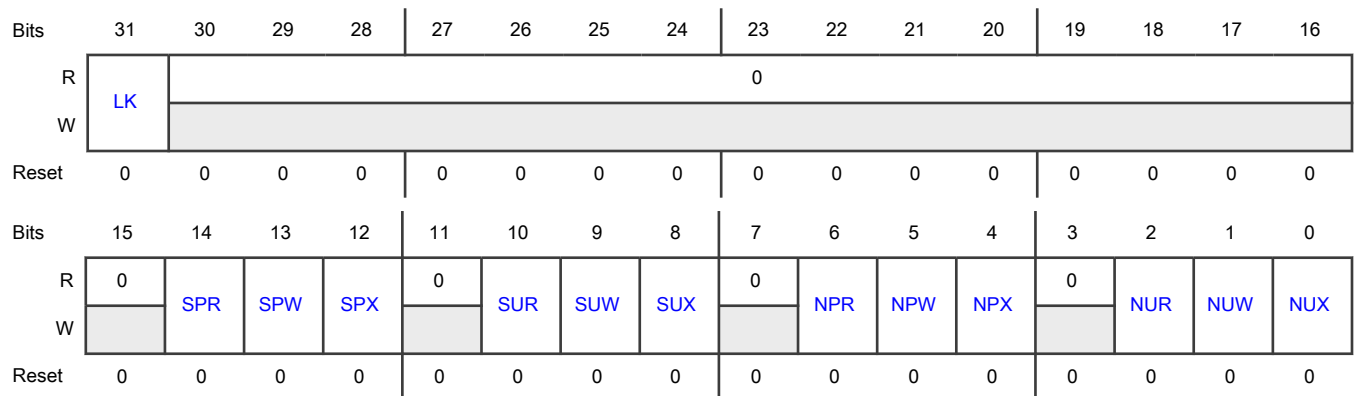 Bits 31 30 29 28 27 26 25 24 23 22 21 20 19 18 17 16
R LK 0
W
Reset 0 0 0 0 0 0 0 0 0 0 0 0 0 0 0 0
Bits 15 14 13 12 11 10 9 8 7 6 5 4 3 2 1 0
R 0 SPR SPW SPX 0 SUR SUW SUX 0 NPR NPW NPX 0 NUR NUW NUX
W
Reset 0 0 0 0 0 0 0 0 0 0 0 0 0 0 0 0